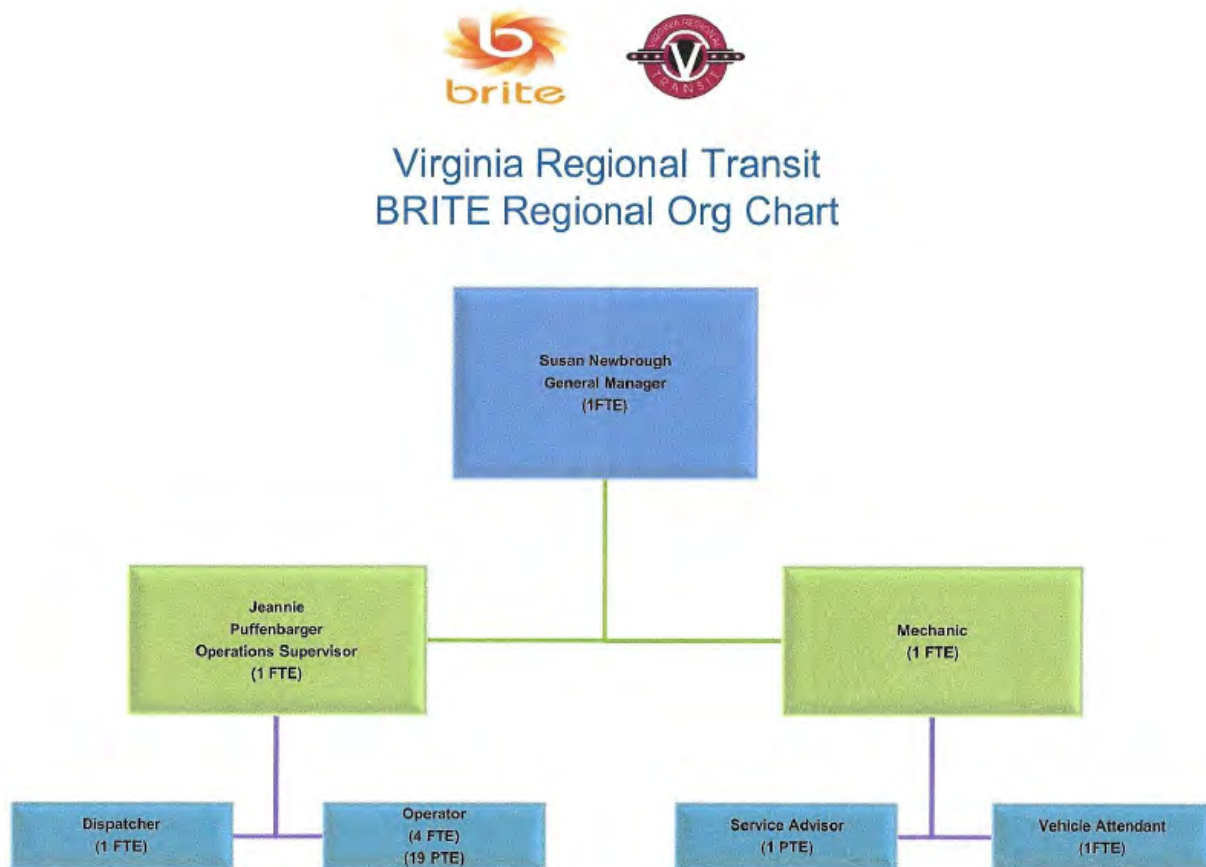 b
brite
VIRGINIA REGIONAL
V
TRANSIT
Virginia Regional Transit
BRITE Regional Org Chart
Susan Newbrough
General Manager
(1FTE)
Jeannie
Puffenbarger
Operations Supervisor
(1 FTE)
Mechanic
(1 FTE)
Dispatcher
(1 FTE)
Operator
(4 FTE)
(19 PTE)
Service Advisor
(1 PTE)
Vehicle Attendant
(1FTE)